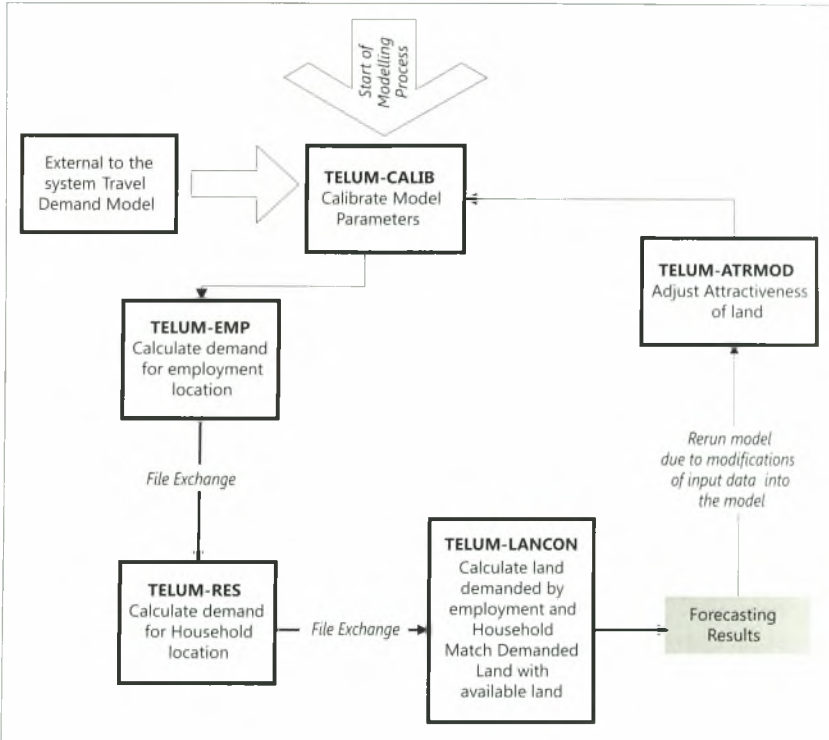 Start of
Modelling
Process
External to the
system Travel
Demand Model
TELUM-CALIB
Calibrate Model
Parameters
TELUM-ATRMOD
Adjust Attractiveness
of land
TELUM-EMP
Calculate demand
for employment
location
File Exchange
Rerun model
due to modifications
of input data into
the model
TELUM-RES
Calculate demand
for Household
location
File Exchange
TELUM-LANCON
Calculate land
demanded by
employment and
Household
Match Demanded
Land with
available land
Forecasting
Results